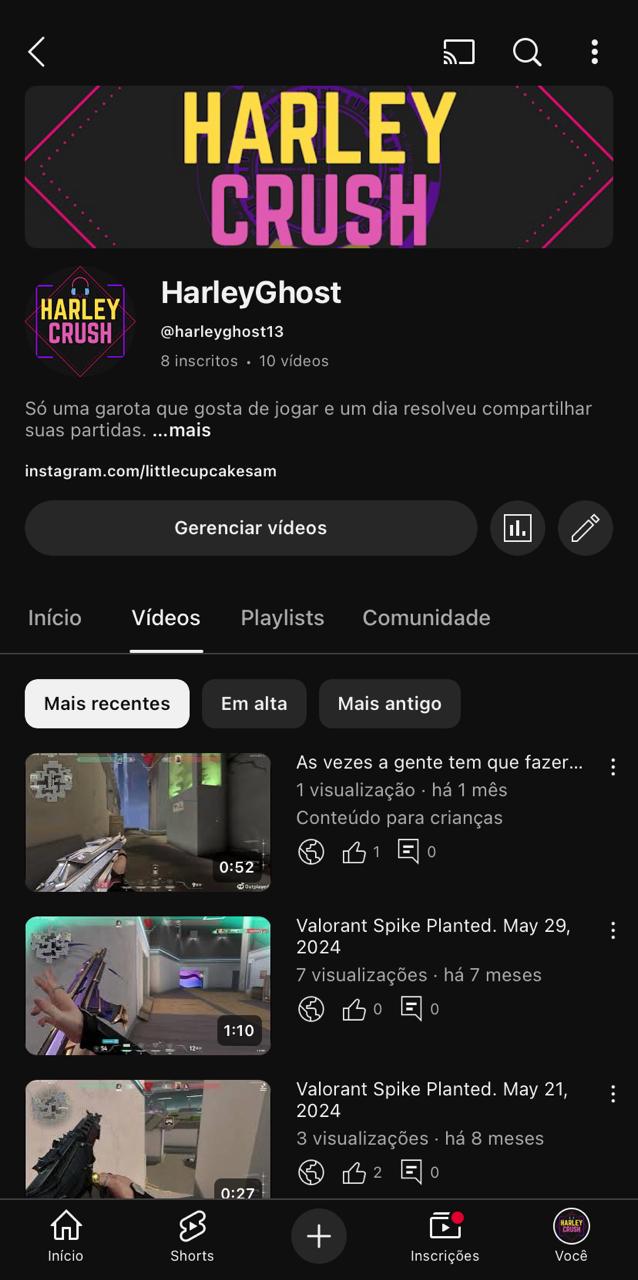 HARLEY
CRUSH
HARLEY
CRUSH
HarleyGhost
@harleyghost13
8 inscritos • 10 vídeos
Só uma garota que gosta de jogar e um dia resolveu compartilhar
suas partidas. ...mais
instagram.com/littlecupcakesam
Gerenciar vídeos
Início Vídeos Playlists Comunidade
Mais recentes Em alta Mais antigo
As vezes a gente tem que fazer...
1 visualização · há 1 mês
Conteúdo para crianças
1 0
0:52
Outplayed
Valorant Spike Planted. May 29,
2024
7 visualizações · há 7 meses
0 0
1:10
Valorant Spike Planted. May 21,
2024
3 visualizações · há 8 meses
2 0
0:27
Início Shorts Inscrições Você
HARLEY
CRUSH